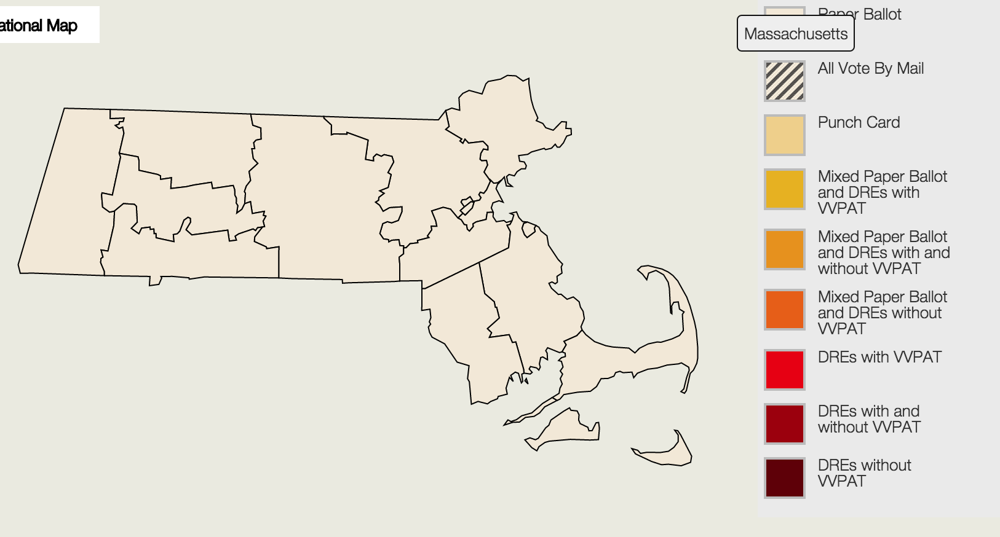 ational Map
Paper Ballot
Massachusetts
All Vote By Mail
Punch Card
Mixed Paper Ballot
and DREs with
VVPAT
Mixed Paper Ballot
and DREs with and
without VVPAT
Mixed Paper Ballot
and DREs without
VVPAT
DREs with VVPAT
DREs with and
without VVPAT
DREs without
VVPAT